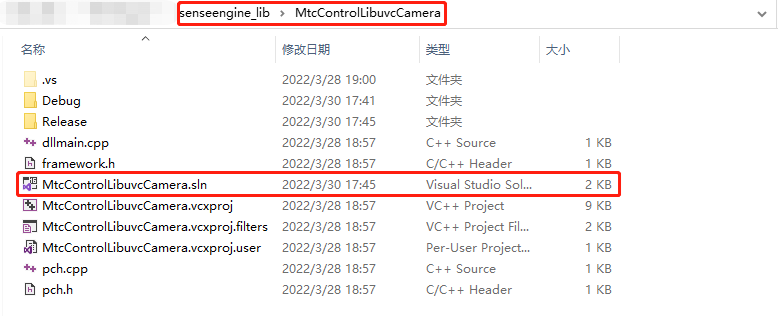 senseengine_lib > MtcControlLibuvcCamera
名称 修改日期 类型 大小
.vs 2022/3/28 19:00 文件夹
Debug 2022/3/30 17:41 文件夹
Release 2022/3/30 17:45 文件夹
dllmain.cpp 2022/3/28 18:57 C++ Source 1 KB
framework.h 2022/3/28 18:57 C/C++ Header 1 KB
MtcControlLibuvcCamera.sln 2022/3/30 17:45 Visual Studio Sol... 2 KB
MtcControlLibuvcCamera.vcxproj 2022/3/28 18:57 VC++ Project 9 KB
MtcControlLibuvcCamera.vcxproj.filters 2022/3/28 18:57 VC++ Project Fil... 2 KB
MtcControlLibuvcCamera.vcxproj.user 2022/3/28 18:57 Per-User Project... 1 KB
pch.cpp 2022/3/28 18:57 C++ Source 1 KB
pch.h 2022/3/28 18:57 C/C++ Header 1 KB